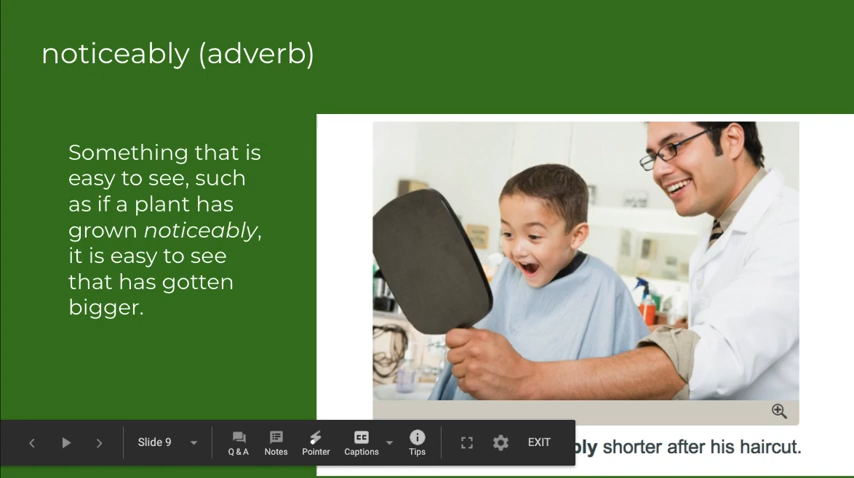 noticeably (adverb)
Something that is
easy to see, such
as if a plant has
grown noticeably,
it is easy to see
that has gotten
bigger.
bly shorter after his haircut.
Slide 9
Q & A
Notes
Pointer
CC
Captions
Tips
EXIT